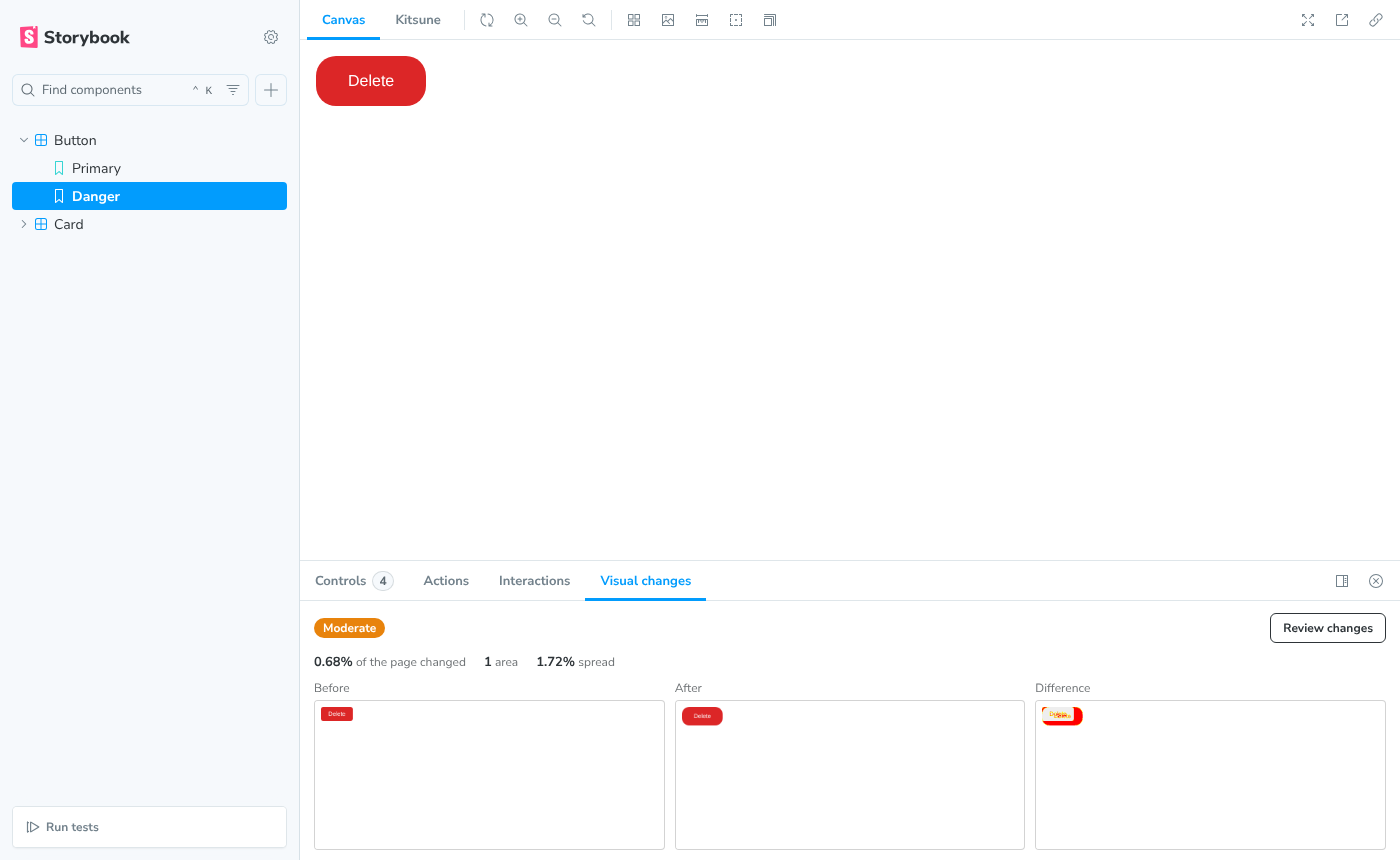 Storybook
Find components
^ K
Button
Primary
Danger
Card
Run tests
Canvas
Kitsune
Delete
Controls 4
Actions
Interactions
Visual changes
Moderate
Review changes
0.68% of the page changed 1 area 1.72% spread
Before
After
Difference
Delete
Delete